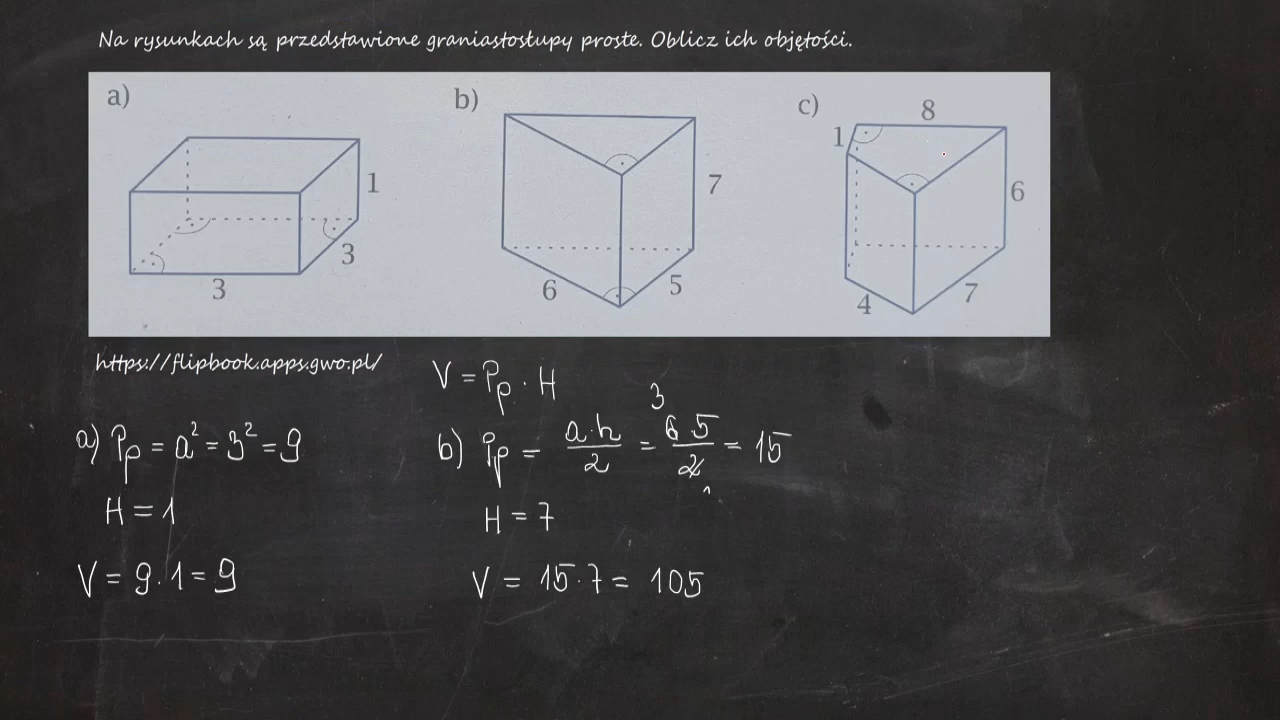 Na rysunkach są przedstawione graniastosłupy proste. Oblicz ich objętości.
a) b) c)
8
1
1 7 6
3
3 6 5 4 7
https://flipbook.apps.gwo.pl/
V = Pp · H
a) Pp = a² = 3² = 9
b) Pp = a·h/2 = 6·5/2 = 15
3
1
H = 1
H = 7
V = 9·1 = 9
V = 15·7 = 105